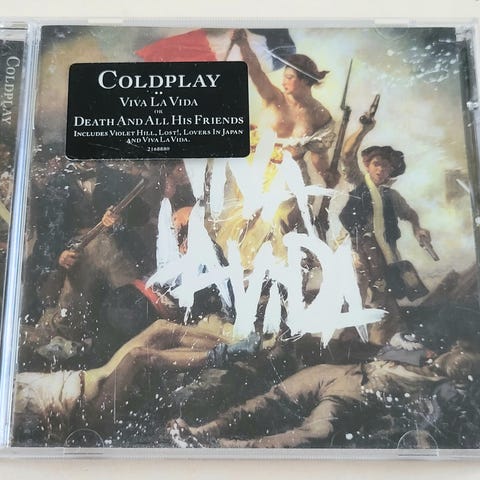 COLDPLAY
COLDPLAY
VIVA LA VIDA
OR
DEATH AND ALL HIS FRIENDS
INCLUDES VIOLET HILL, LOST!, LOVERS IN JAPAN
AND VIVA LA VIDA.
2168880
VIVA
LA VIDA